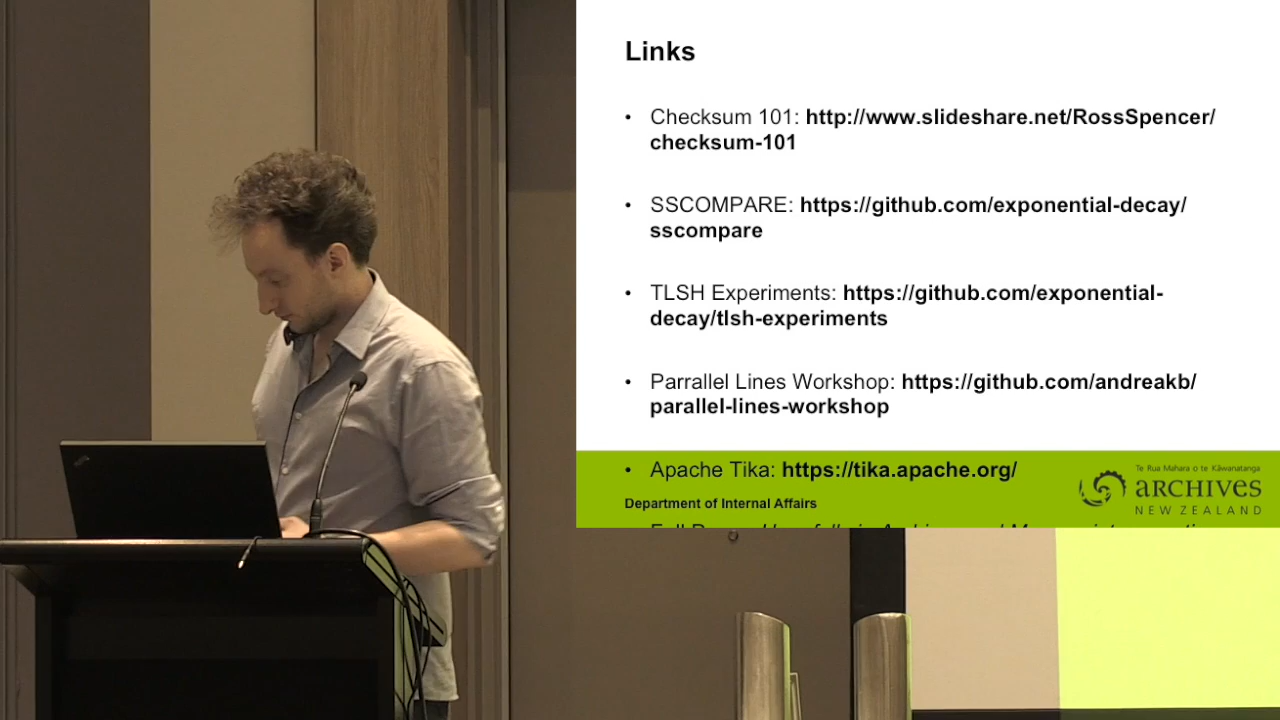 Links
• Checksum 101: http://www.slideshare.net/RossSpencer/
checksum-101
• SSCOMPARE: https://github.com/exponential-decay/
sscompare
• TLSH Experiments: https://github.com/exponential-
decay/tlsh-experiments
• Parrallel Lines Workshop: https://github.com/andreakb/
parallel-lines-workshop
• Apache Tika: https://tika.apache.org/
Department of Internal Affairs
Te Rua Mahara o te Kāwanatanga
ARCHIVES
NEW ZEALAND